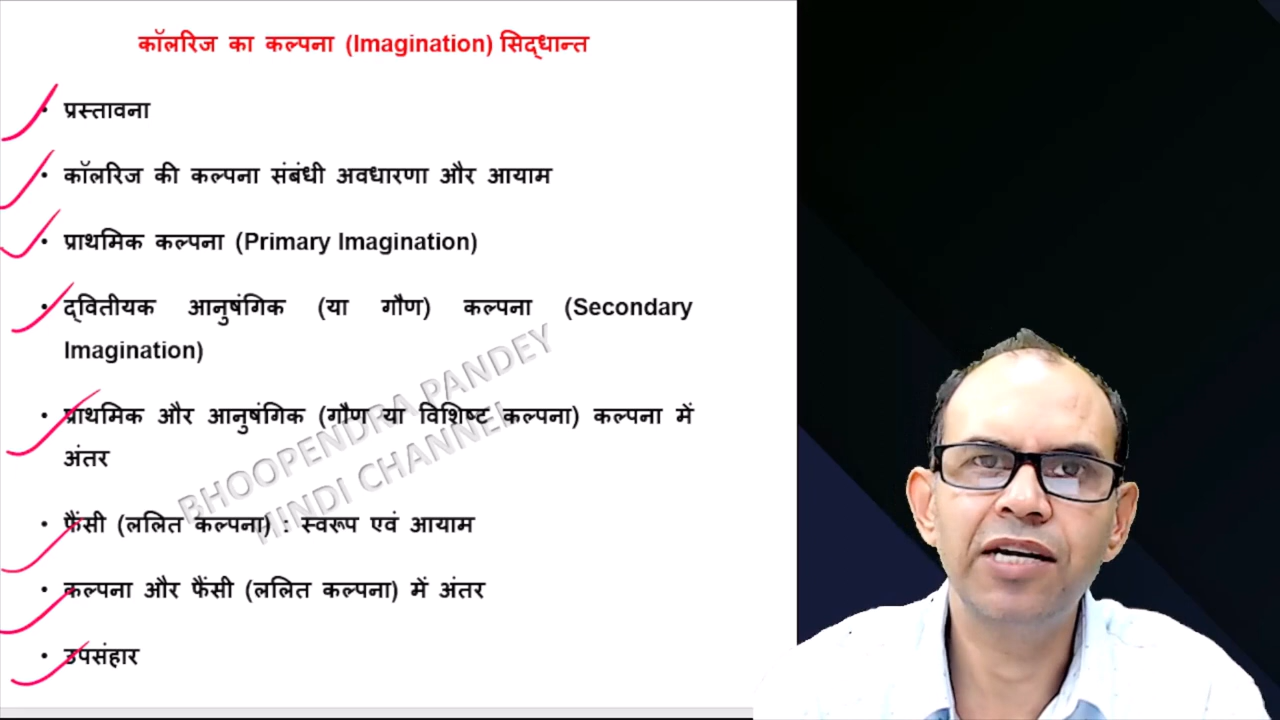 कॉलरिज का कल्पना (Imagination) सिद्धान्त
• प्रस्तावना
• कॉलरिज की कल्पना संबंधी अवधारणा और आयाम
• प्राथमिक कल्पना (Primary Imagination)
• द्वितीयक आनुषंगिक (या गौण) कल्पना (Secondary
Imagination)
• प्राथमिक और आनुषंगिक (गौण या विशिष्ट कल्पना) कल्पना में
अंतर
• फैंसी (ललित कल्पना) : स्वरूप एवं आयाम
• कल्पना और फैंसी (ललित कल्पना) में अंतर
• उपसंहार
BHOOPENDRA PANDEY
HINDI CHANNEL